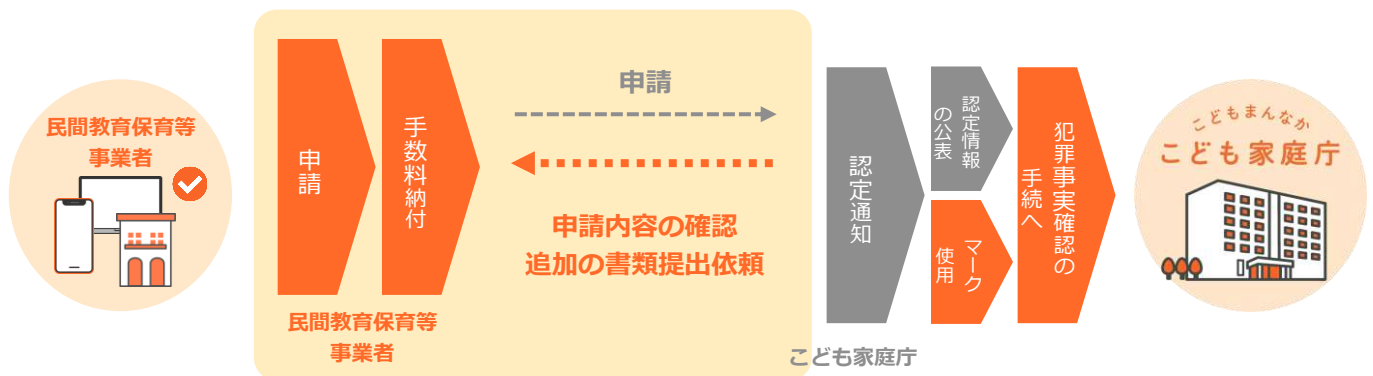 民間教育保育等
事業者
申請
手数料納付
民間教育保育等
事業者
申請
申請内容の確認
追加の書類提出依頼
認定通知
こども家庭庁
認定情報
の公表
マーク
使用
犯罪事実確認の
手続へ
こどもまんなか
こども家庭庁